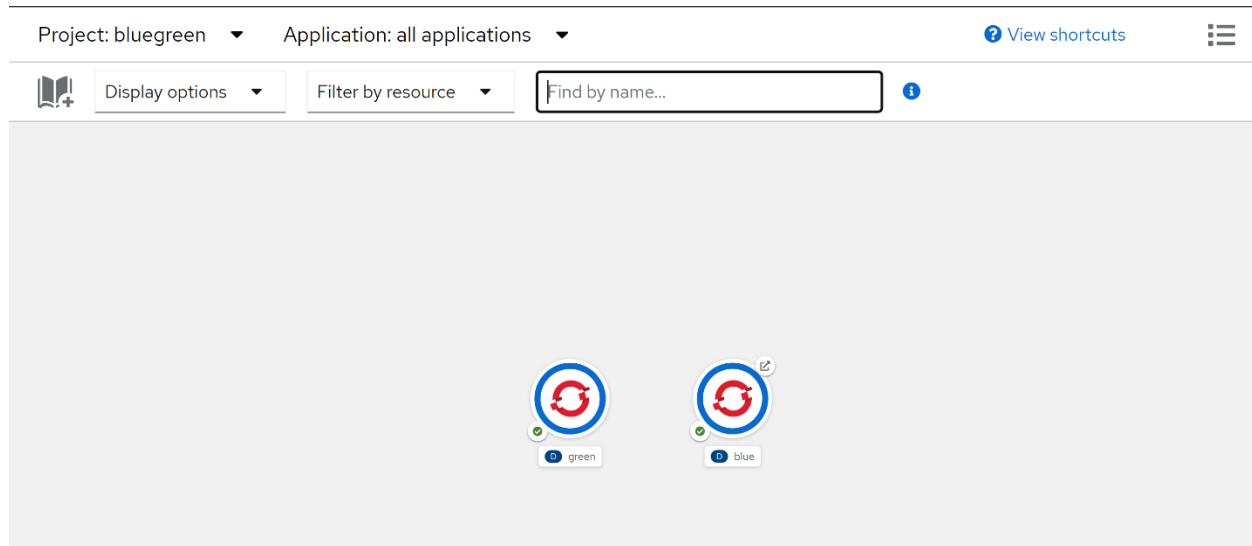 Project: bluegreen Application: all applications View shortcuts
Display options Filter by resource Find by name...
D green D blue